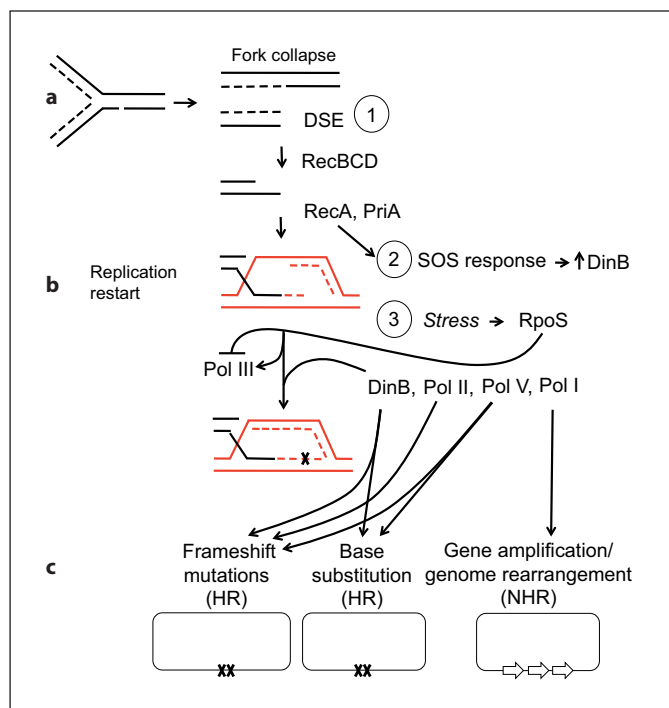 Fork collapse
a
DSE
1
RecBCD
RecA, PriA
2 SOS response ↑DinB
b
Replication
restart
3 Stress RpoS
Pol III
DinB, Pol II, Pol V, Pol I
c
Frameshift
mutations
(HR)
Base
substitution
(HR)
Gene amplification/
genome rearrangement
(NHR)